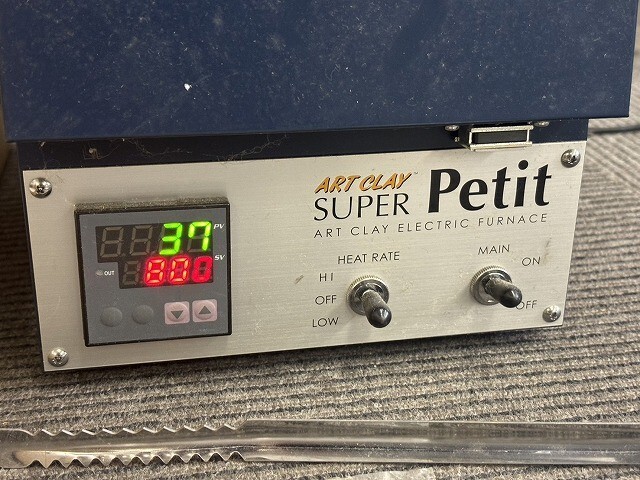 ART CLAY™
SUPER Petit
ART CLAY ELECTRIC FURNACE
37 PV
800 SV
OUT
HEAT RATE
HI
OFF
LOW
MAIN
ON
OFF